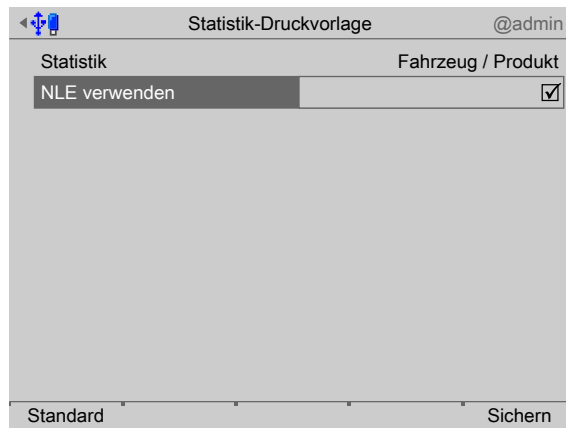 Statistik-Druckvorlage @admin
Statistik Fahrzeug / Produkt
NLE verwenden
Standard Sichern